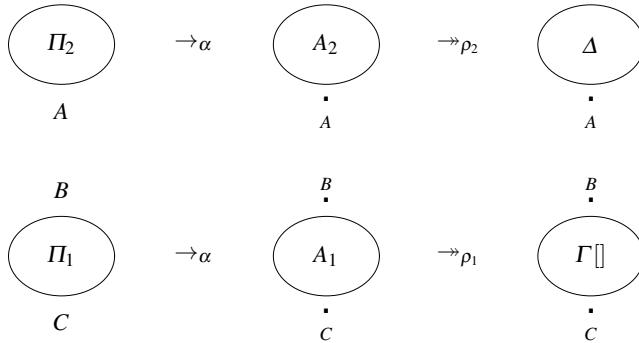 Π₂ →α A₂ ↠ρ₂ Δ
A · A · A
B · B · B
Π₁ →α A₁ ↠ρ₁ Γ[]
C · C · C